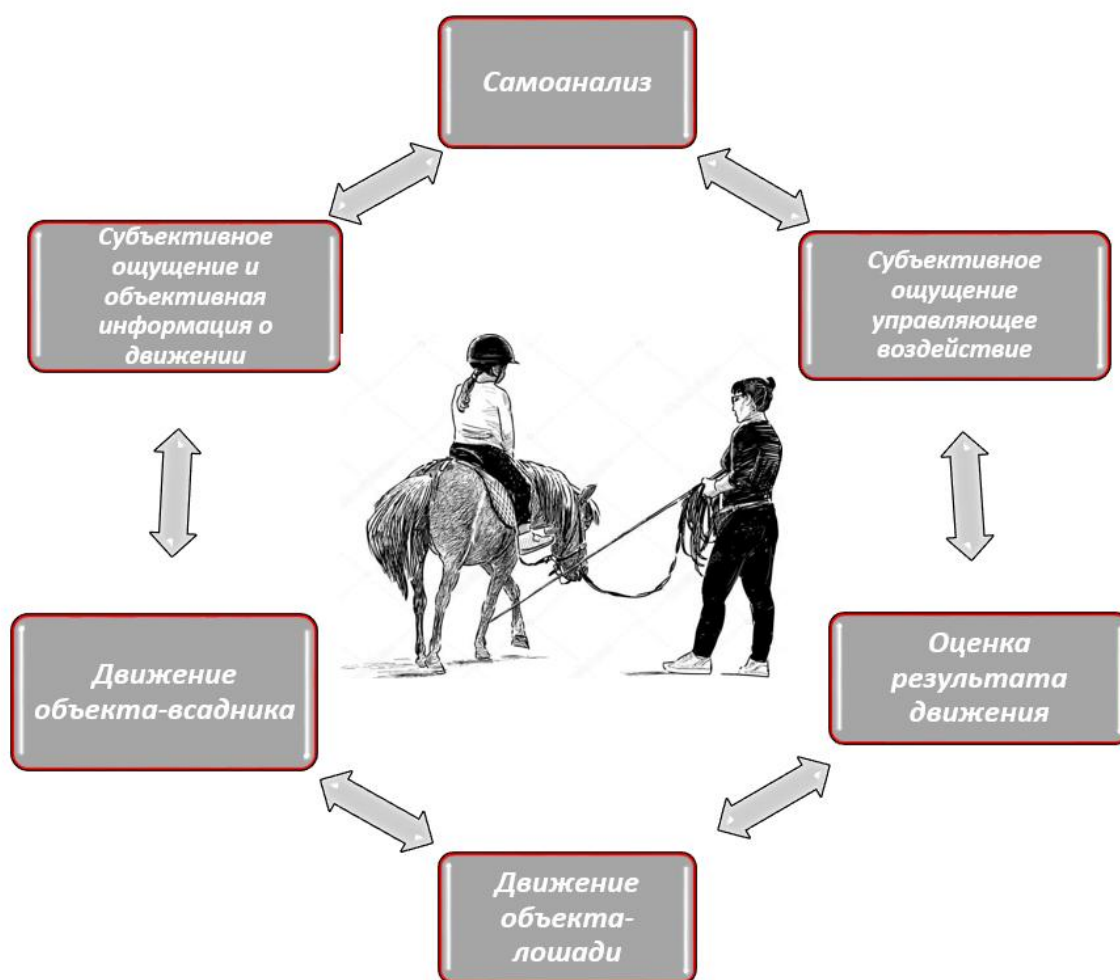 Самоанализ
Субъективное
ощущение и
объективная
информация о
движении
Субъективное
ощущение
управляющее
воздействие
Движение
объекта-всадника
Оценка
результата
движения
Движение
объекта-
лошади